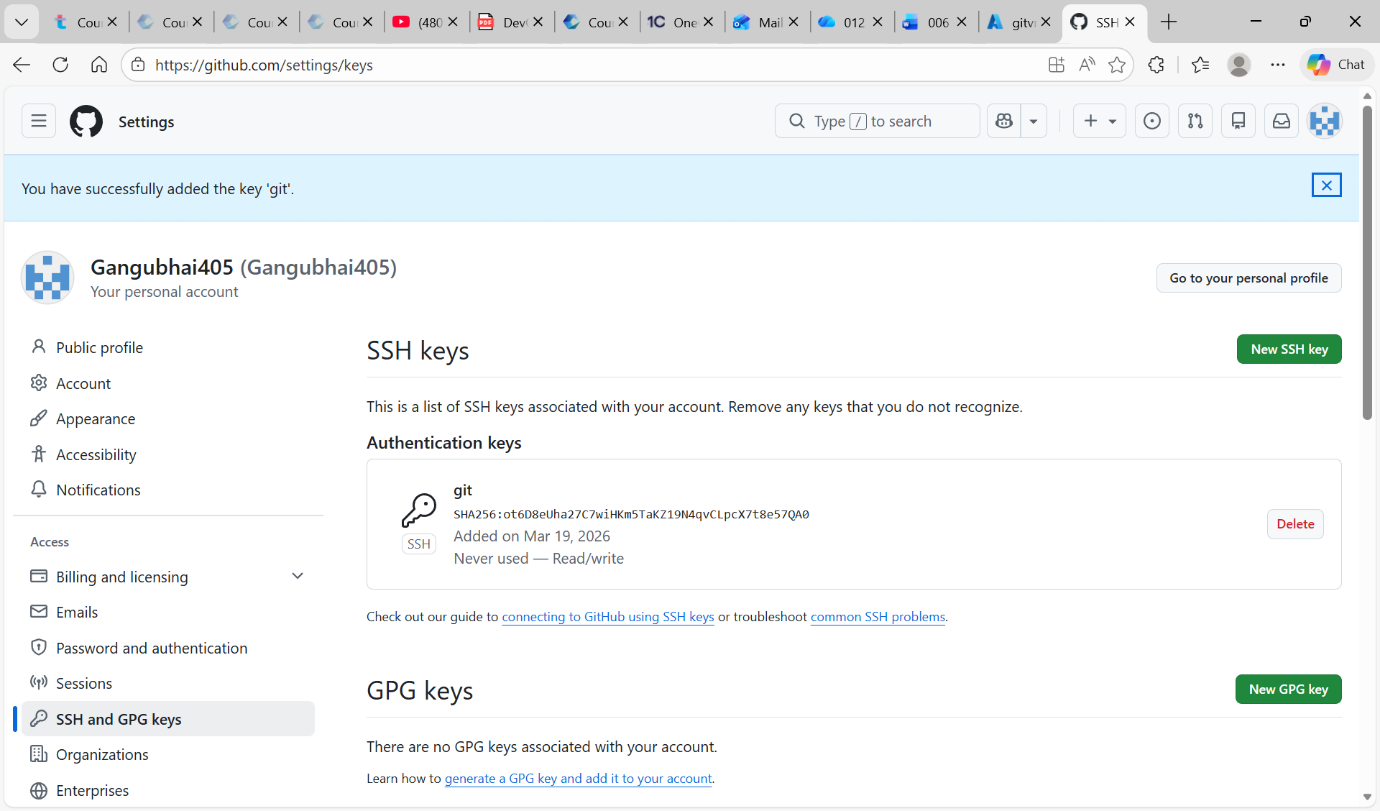 Cour
Cour
Cour
Cour
(480
Dev
Cour
1C One
Mail
012
006
gitv
SSH
https://github.com/settings/keys
Chat
Settings
Type / to search
You have successfully added the key 'git'.
Gangubhai405 (Gangubhai405)
Your personal account
Go to your personal profile
Public profile
Account
Appearance
Accessibility
Notifications
Access
Billing and licensing
Emails
Password and authentication
Sessions
SSH and GPG keys
Organizations
Enterprises
SSH keys
New SSH key
This is a list of SSH keys associated with your account. Remove any keys that you do not recognize.
Authentication keys
git
SHA256:ot6D8eUha27C7wiHKm5TaKZ19N4qvCLpcX7t8e57QA0
SSH
Added on Mar 19, 2026
Never used — Read/write
Delete
Check out our guide to connecting to GitHub using SSH keys or troubleshoot common SSH problems.
GPG keys
New GPG key
There are no GPG keys associated with your account.
Learn how to generate a GPG key and add it to your account.